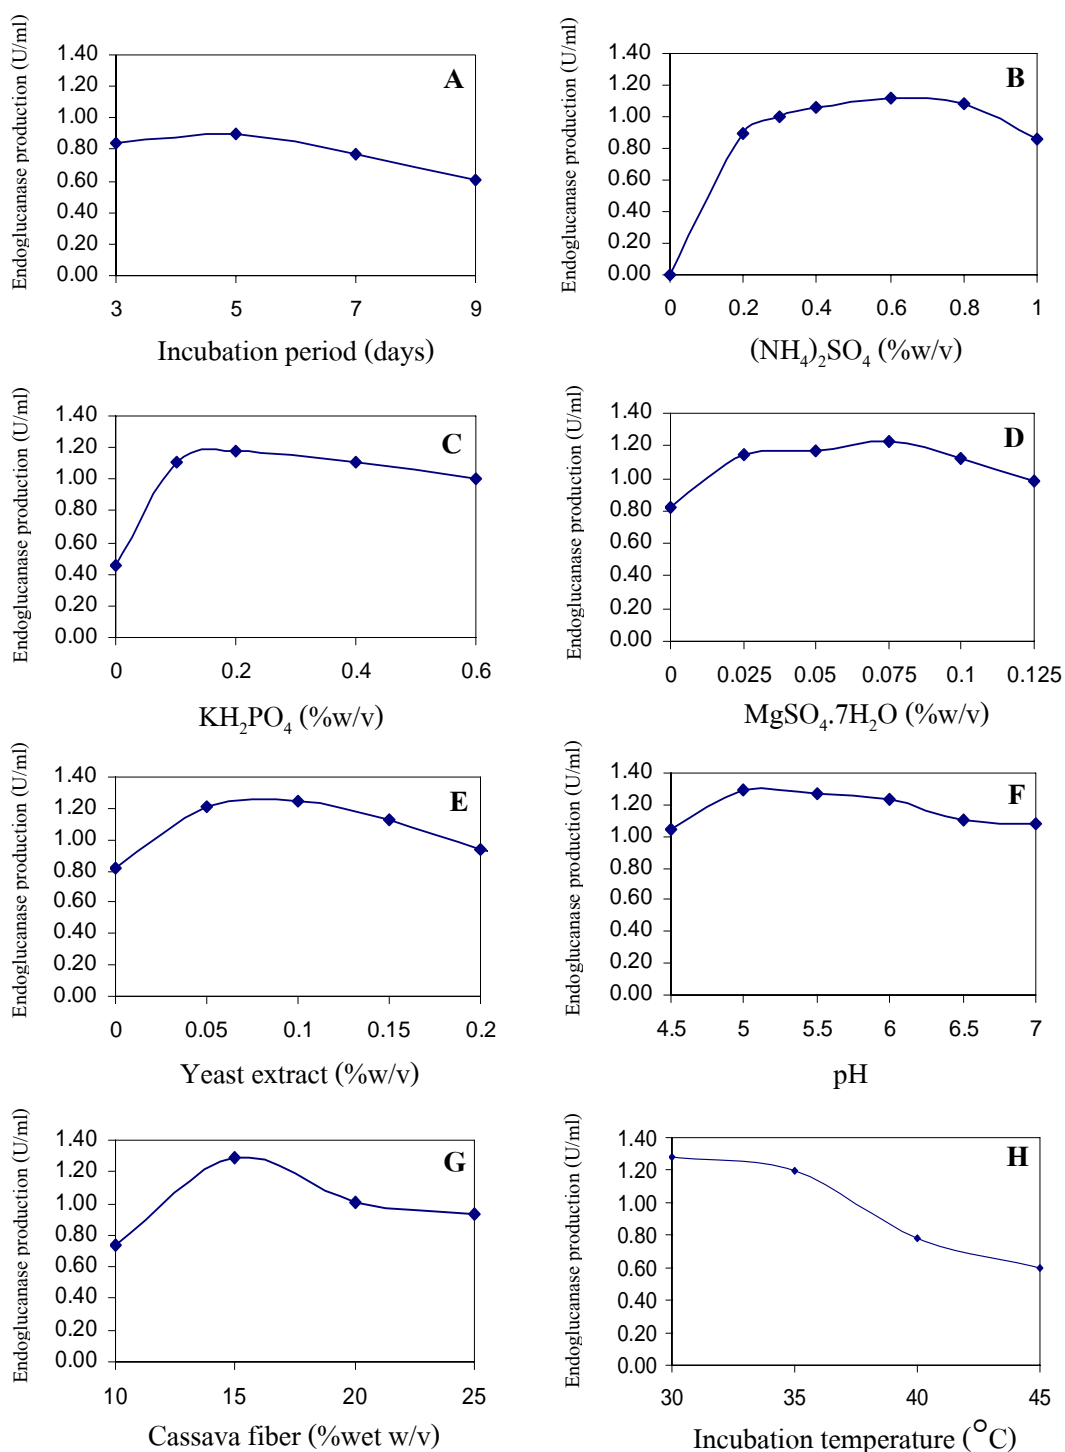 Endoglucanase production (U/ml)
1.40
1.20
1.00
0.80
0.60
0.40
0.20
0.00
A
3 5 7 9
Incubation period (days)
Endoglucanase production (U/ml)
1.40
1.20
1.00
0.80
0.60
0.40
0.20
0.00
B
0 0.2 0.4 0.6 0.8 1
(NH₄)₂SO₄ (%w/v)
Endoglucanase production (U/ml)
1.40
1.20
1.00
0.80
0.60
0.40
0.20
0.00
C
0 0.2 0.4 0.6
KH₂PO₄ (%w/v)
Endoglucanase production (U/ml)
1.40
1.20
1.00
0.80
0.60
0.40
0.20
0.00
D
0 0.025 0.05 0.075 0.1 0.125
MgSO₄.7H₂O (%w/v)
Endoglucanase production (U/ml)
1.40
1.20
1.00
0.80
0.60
0.40
0.20
0.00
E
0 0.05 0.1 0.15 0.2
Yeast extract (%w/v)
Endoglucanase production (U/ml)
1.40
1.20
1.00
0.80
0.60
0.40
0.20
0.00
F
4.5 5 5.5 6 6.5 7
pH
Endoglucanase production (U/ml)
1.40
1.20
1.00
0.80
0.60
0.40
0.20
0.00
G
10 15 20 25
Cassava fiber (%wet w/v)
Endoglucanase production (U/ml)
1.40
1.20
1.00
0.80
0.60
0.40
0.20
0.00
H
30 35 40 45
Incubation temperature (°C)